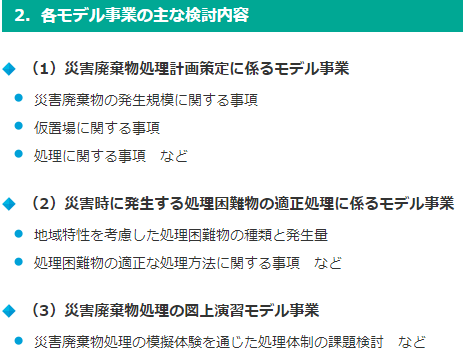 2. 各モデル事業の主な検討内容
（1）災害廃棄物処理計画策定に係るモデル事業
災害廃棄物の発生規模に関する事項
仮置場に関する事項
処理に関する事項　など
（2）災害時に発生する処理困難物の適正処理に係るモデル事業
地域特性を考慮した処理困難物の種類と発生量
処理困難物の適正な処理方法に関する事項　など
（3）災害廃棄物処理の図上演習モデル事業
災害廃棄物処理の模擬体験を通じた処理体制の課題検討　など